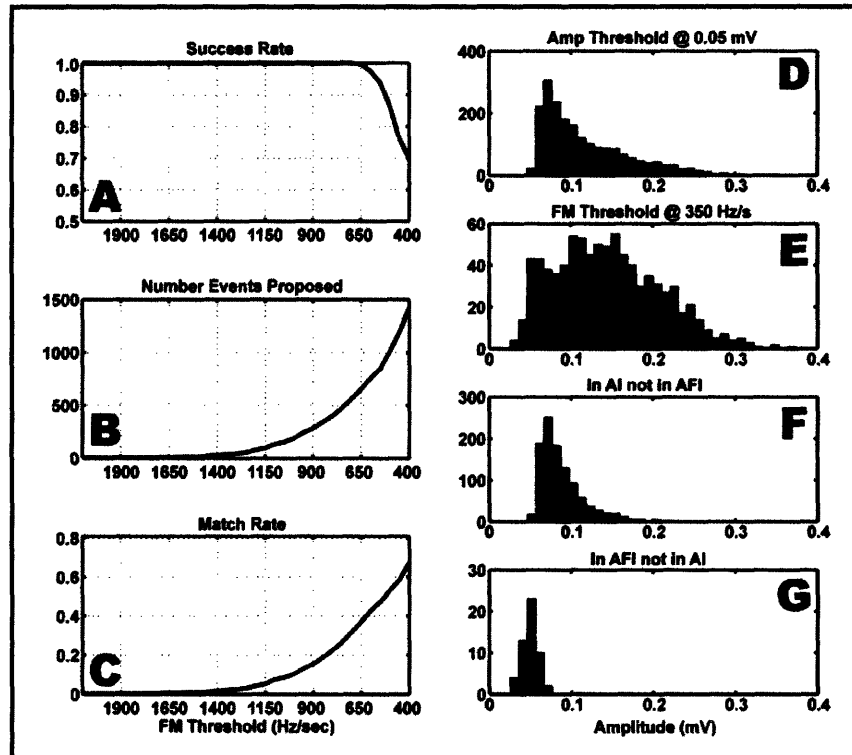 Success Rate
1.0
0.9
0.8
0.7
0.6
0.5
A
1900 1650 1400 1150 900 650 400
Number Events Proposed
1500
1000
500
0
B
1900 1650 1400 1150 900 650 400
Match Rate
0.8
0.6
0.4
0.2
0
C
1900 1650 1400 1150 900 650 400
FM Threshold (Hz/sec)
Amp Threshold @ 0.05 mV
400
200
0
D
0 0.1 0.2 0.3 0.4
FM Threshold @ 350 Hz/s
60
40
20
0
E
0 0.1 0.2 0.3 0.4
In AI not in AFI
300
200
100
0
F
0 0.1 0.2 0.3 0.4
In AFI not in AI
30
20
10
0
G
0 0.1 0.2 0.3 0.4
Amplitude (mV)